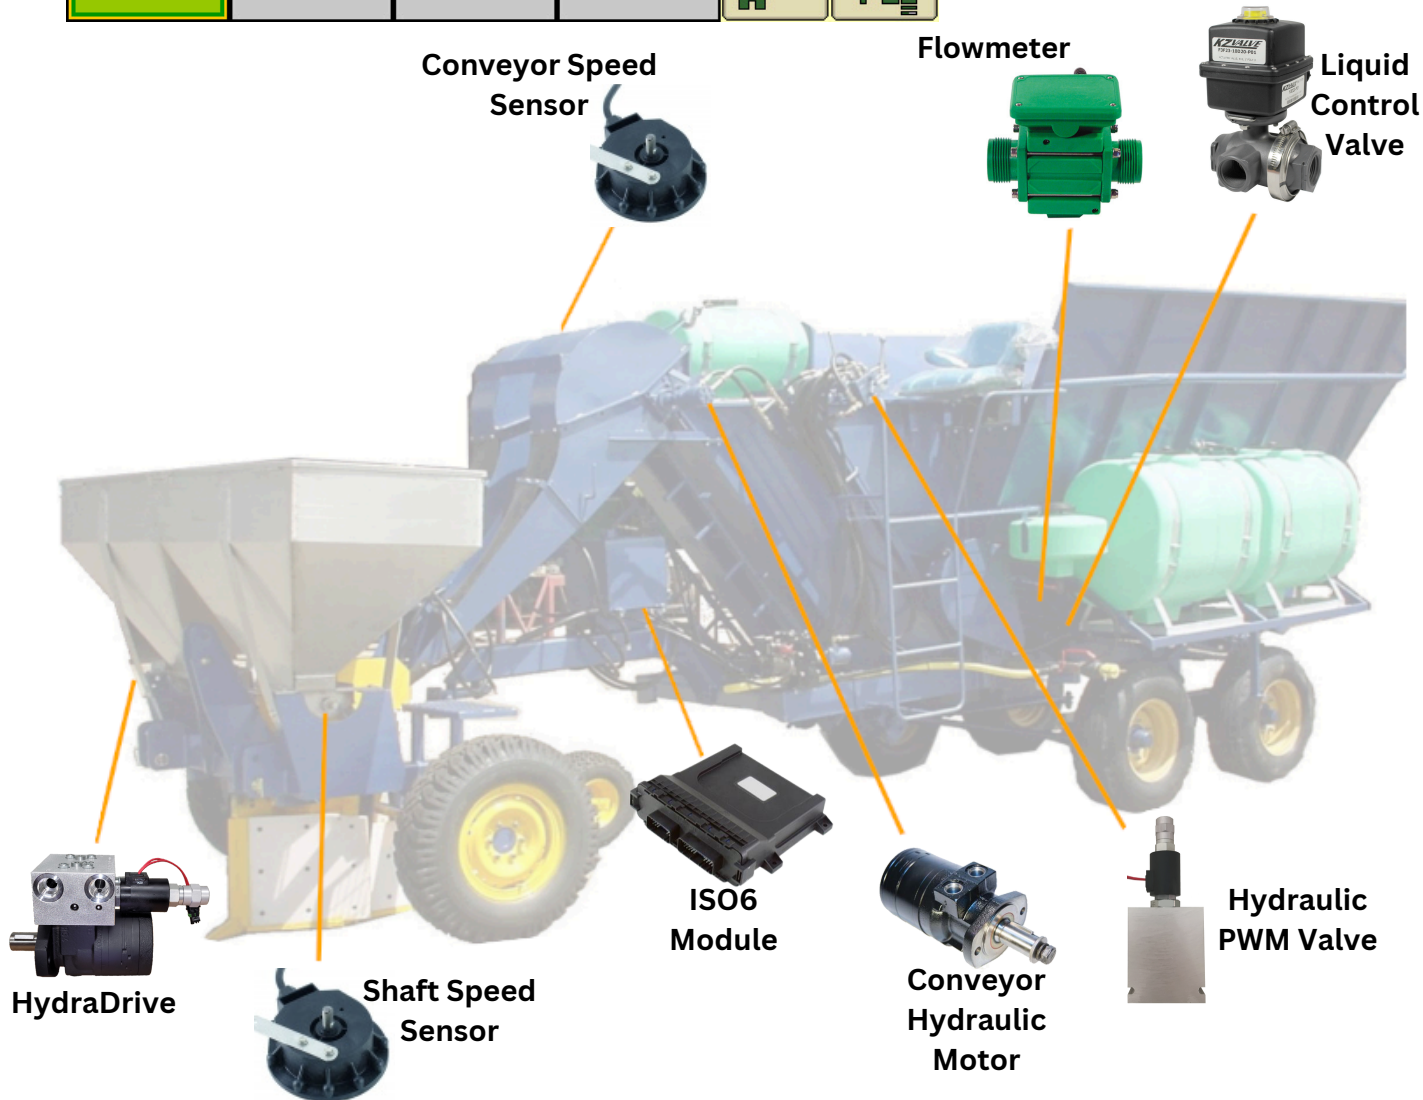 Conveyor Speed
Sensor
Flowmeter
KZVALVE
Liquid
Control
Valve
HydraDrive
Shaft Speed
Sensor
ISO6
Module
Conveyor
Hydraulic
Motor
Hydraulic
PWM Valve